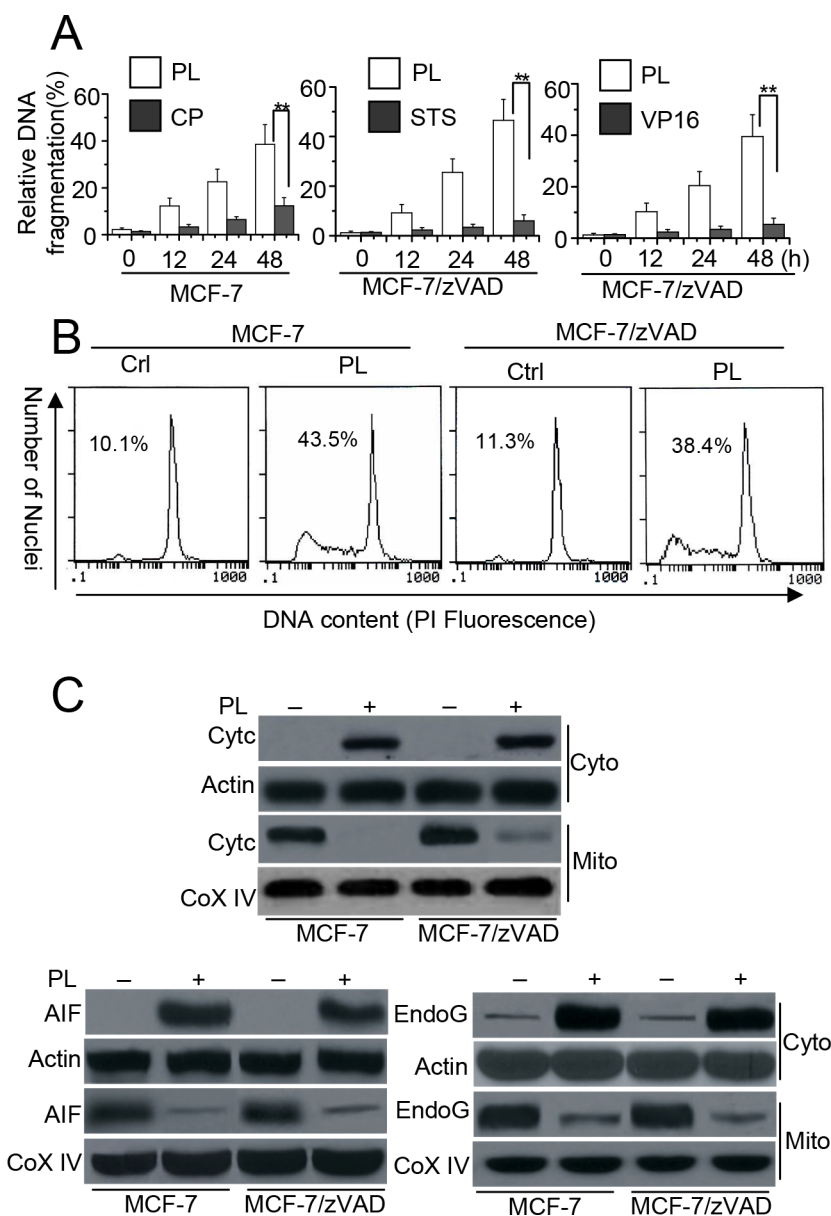 A
PL
CP
PL
STS
PL
VP16
Relative DNA
fragmentation(%)
60
40
20
0
**
60
40
20
0
**
60
40
20
0
**
0 12 24 48
0 12 24 48
0 12 24 48 (h)
MCF-7
MCF-7/zVAD
MCF-7/zVAD
B
MCF-7
MCF-7/zVAD
Crl
PL
Ctrl
PL
Number of Nuclei
10.1%
43.5%
11.3%
38.4%
.1 1000
.1 1000
.1 1000
.1 1000
DNA content (PI Fluorescence)
C
PL – + – +
Cytc
Actin
Cyto
Cytc
CoX IV
Mito
MCF-7 MCF-7/zVAD
PL – + – +
AIF
Actin
AIF
CoX IV
MCF-7 MCF-7/zVAD
– + – +
EndoG
Actin
Cyto
EndoG
CoX IV
Mito
MCF-7 MCF-7/zVAD